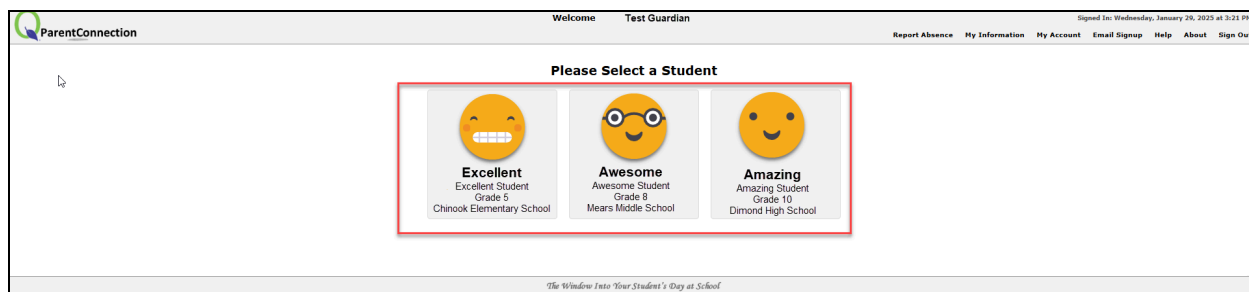 Welcome Test Guardian
Signed In: Wednesday, January 29, 2025 at 3:21 PM
ParentConnection
Report Absence My Information My Account Email Signup Help About Sign Out
Please Select a Student
Excellent
Excellent Student
Grade 5
Chinook Elementary School
Awesome
Awesome Student
Grade 8
Mears Middle School
Amazing
Amazing Student
Grade 10
Dimond High School
The Window Into Your Student's Day at School